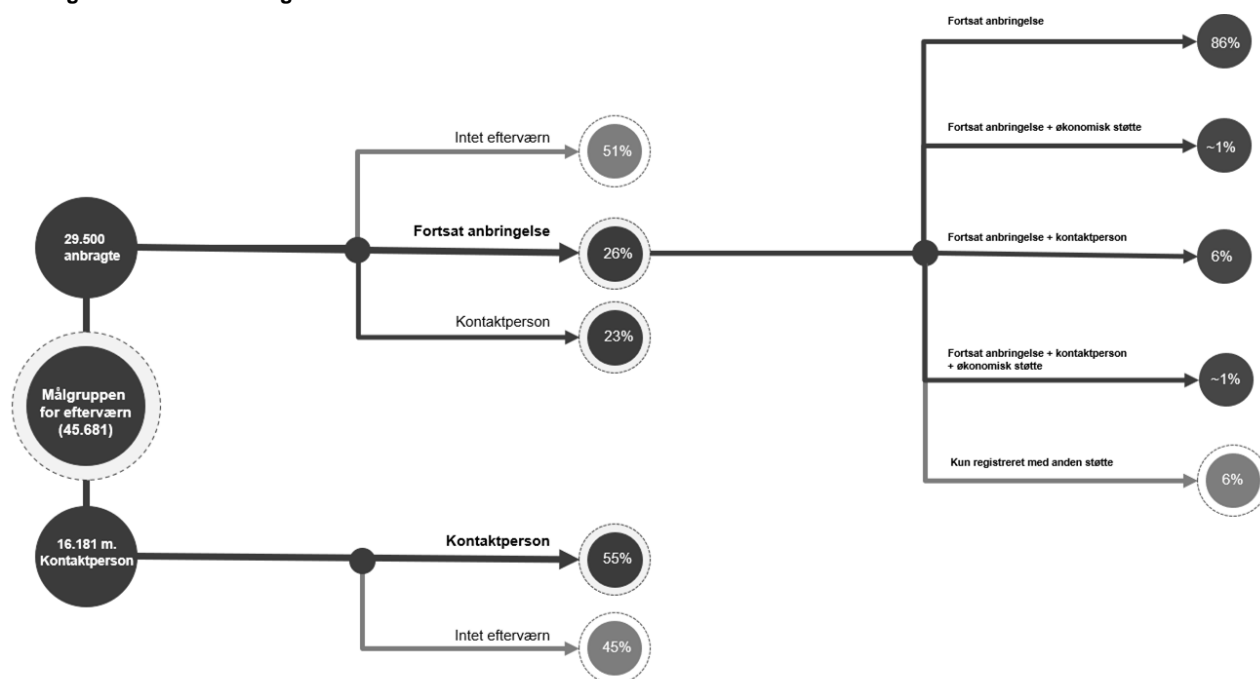 Fortsat anbringelse
86%
Fortsat anbringelse + økonomisk støtte
~1%
Intet efterværn
51%
29.500
anbragte
Fortsat anbringelse
26%
Fortsat anbringelse + kontaktperson
6%
Kontaktperson
23%
Fortsat anbringelse + kontaktperson
+ økonomisk støtte
~1%
Målgruppen
for efterværn
(45.681)
Kun registreret med anden støtte
6%
16.181 m.
Kontaktperson
Kontaktperson
55%
Intet efterværn
45%